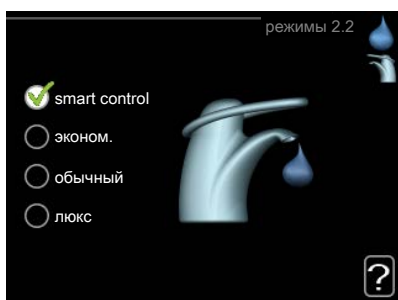 режимы 2.2
smart control
эконом.
обычный
люкс
?